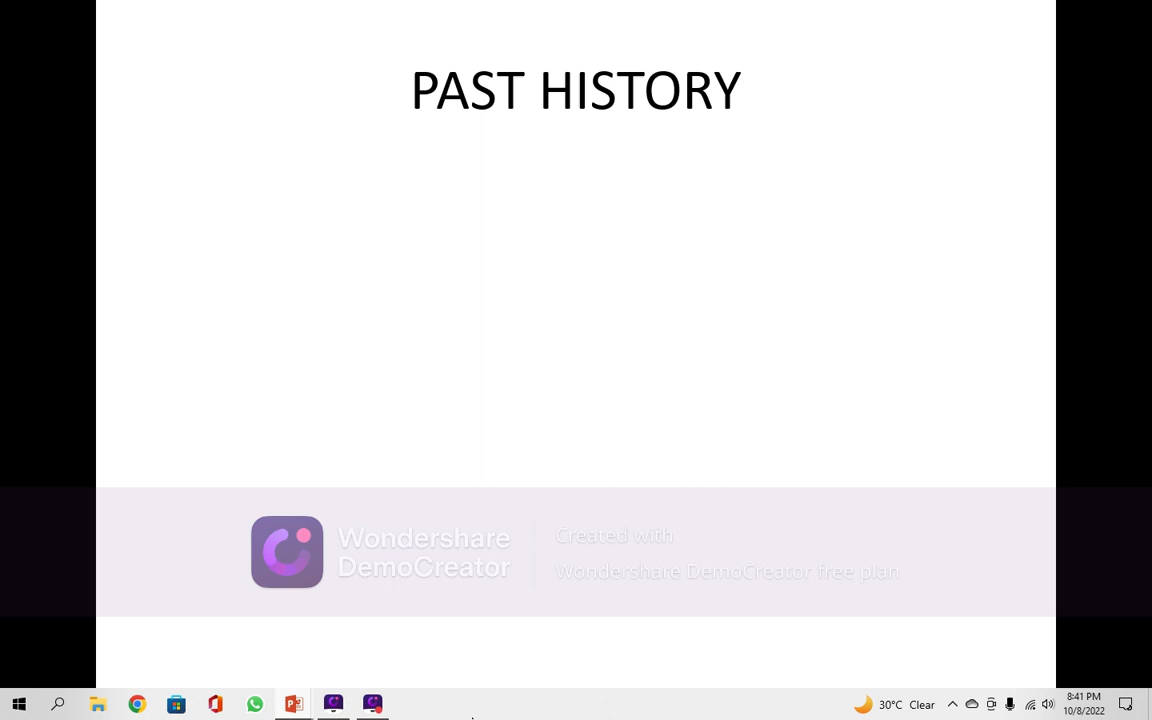 PAST HISTORY
Wondershare
DemoCreator
Created with
Wondershare DemoCreator free plan
30°C Clear
8:41 PM
10/8/2022